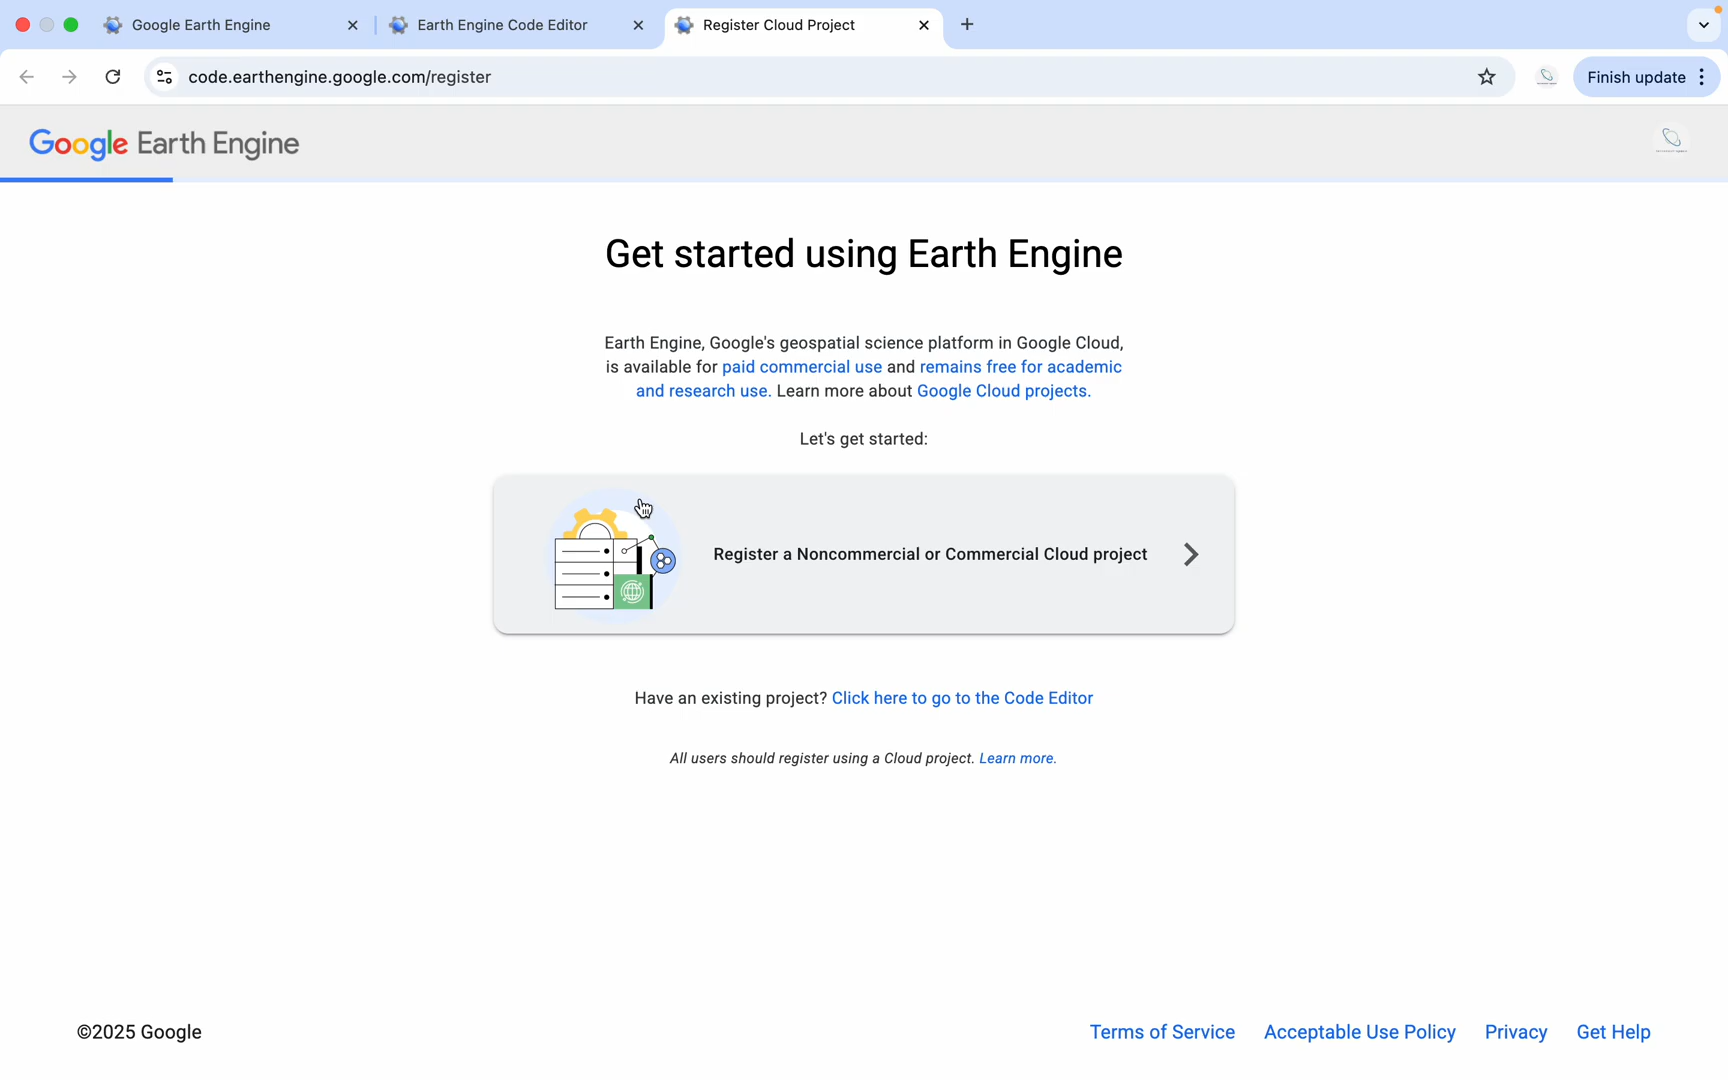 Google Earth Engine
Earth Engine Code Editor
Register Cloud Project
code.earthengine.google.com/register
Finish update
Google Earth Engine
Get started using Earth Engine
Earth Engine, Google's geospatial science platform in Google Cloud,
is available for paid commercial use and remains free for academic
and research use. Learn more about Google Cloud projects.
Let's get started:
Register a Noncommercial or Commercial Cloud project
Have an existing project? Click here to go to the Code Editor
All users should register using a Cloud project. Learn more.
©2025 Google
Terms of Service
Acceptable Use Policy
Privacy
Get Help